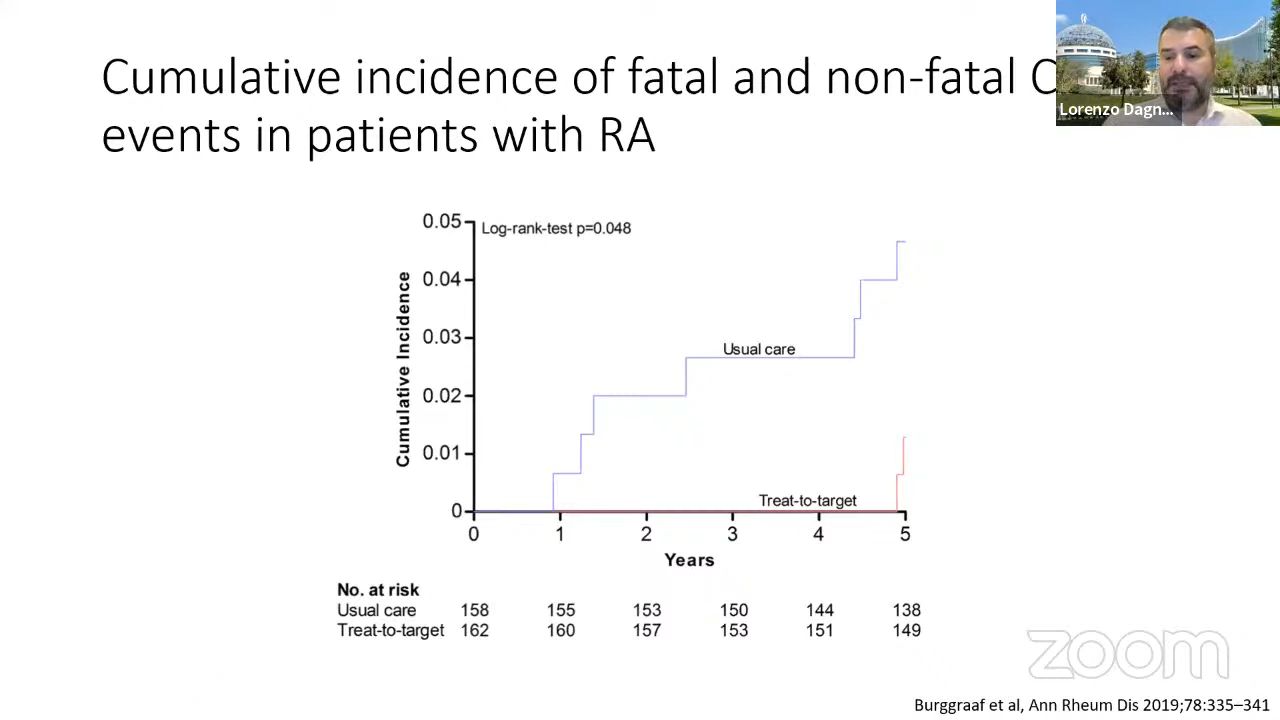 Cumulative incidence of fatal and non-fatal
events in patients with RA
Lorenzo Dagn...
0.05
0.04
0.03
0.02
0.01
0
Cumulative Incidence
Log-rank-test p=0.048
Usual care
Treat-to-target
0 1 2 3 4 5
Years
No. at risk
Usual care 158 155 153 150 144 138
Treat-to-target 162 160 157 153 151 149
zoom
Burggraaf et al, Ann Rheum Dis 2019;78:335–341